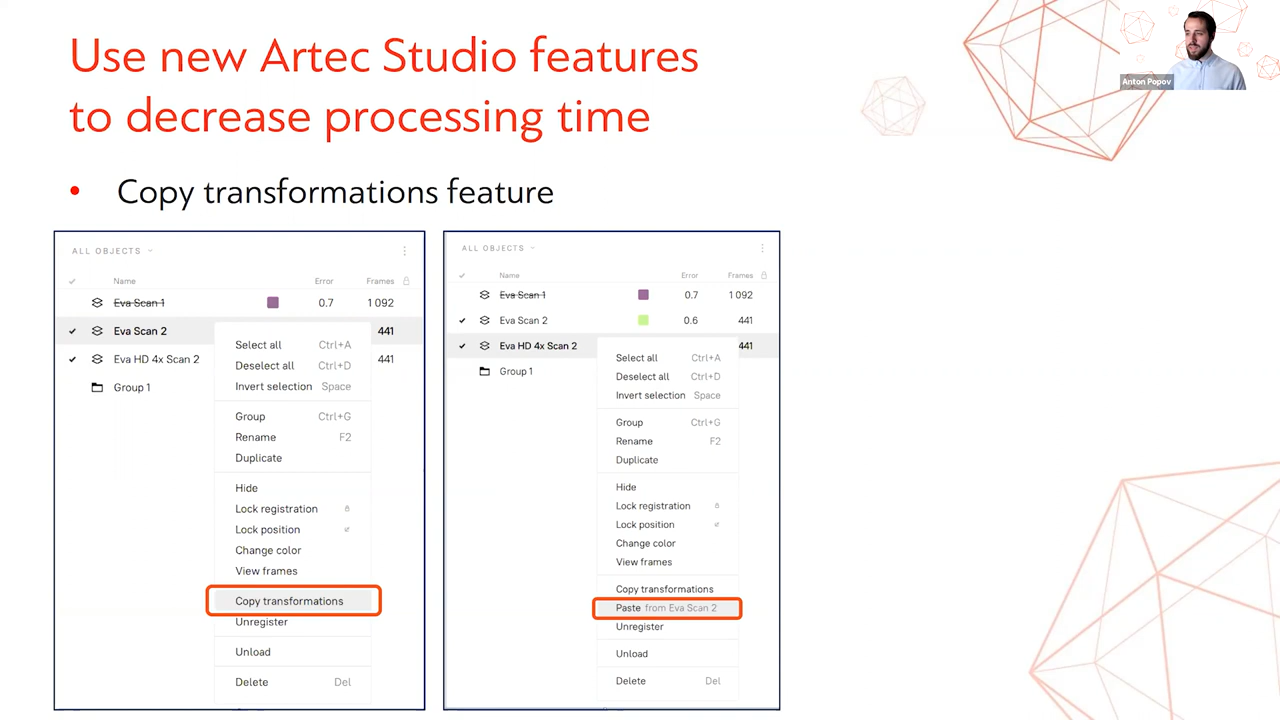 Use new Artec Studio features
to decrease processing time
Anton Popov
• Copy transformations feature
ALL OBJECTS
Name Error Frames
Eva Scan 1 0.7 1 092
Eva Scan 2 441
Eva HD 4x Scan 2 441
Group 1
Select all Ctrl+A
Deselect all Ctrl+D
Invert selection Space
Group Ctrl+G
Rename F2
Duplicate
Hide
Lock registration
Lock position
Change color
View frames
Copy transformations
Unregister
Unload
Delete Del
ALL OBJECTS
Name Error Frames
Eva Scan 1 0.7 1 092
Eva Scan 2 0.6 441
Eva HD 4x Scan 2 441
Group 1
Select all Ctrl+A
Deselect all Ctrl+D
Invert selection Space
Group Ctrl+G
Rename F2
Duplicate
Hide
Lock registration
Lock position
Change color
View frames
Copy transformations
Paste from Eva Scan 2
Unregister
Unload
Delete Del